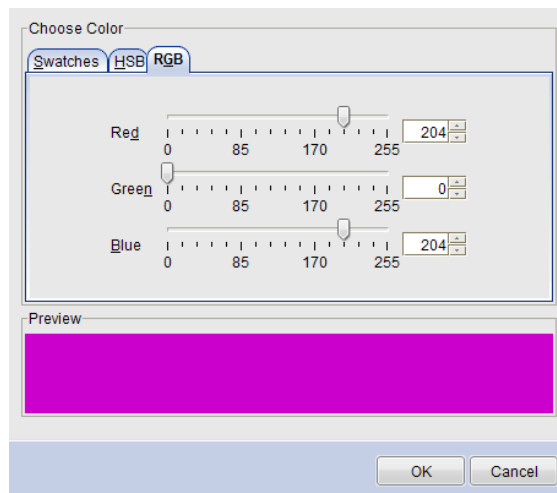 Choose Color
Swatches HSB RGB
Red 204
0 85 170 255
Green 0
0 85 170 255
Blue 204
0 85 170 255
Preview
OK Cancel